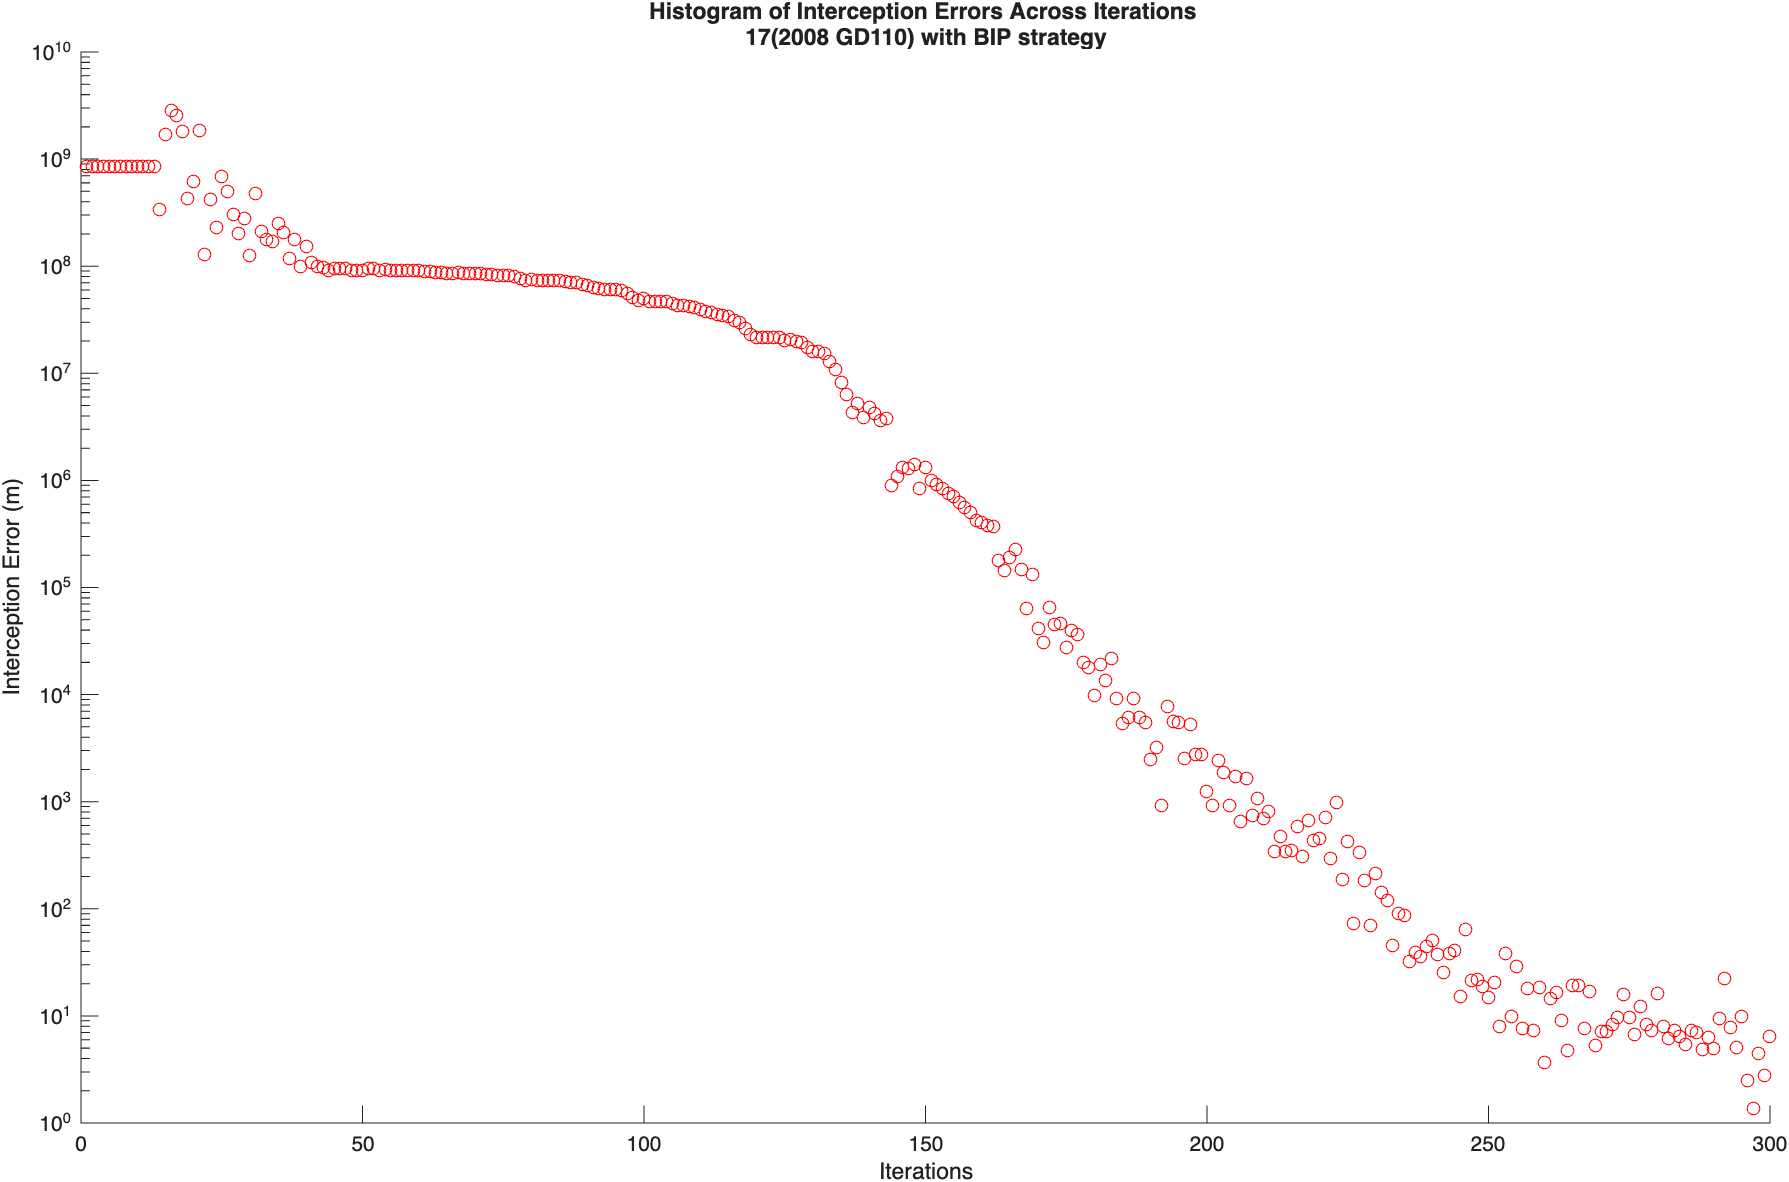 Histogram of Interception Errors Across Iterations
17(2008 GD110) with BIP strategy
Interception Error (m)
10^10
10^9
10^8
10^7
10^6
10^5
10^4
10^3
10^2
10^1
10^0
0 50 100 150 200 250 300
Iterations